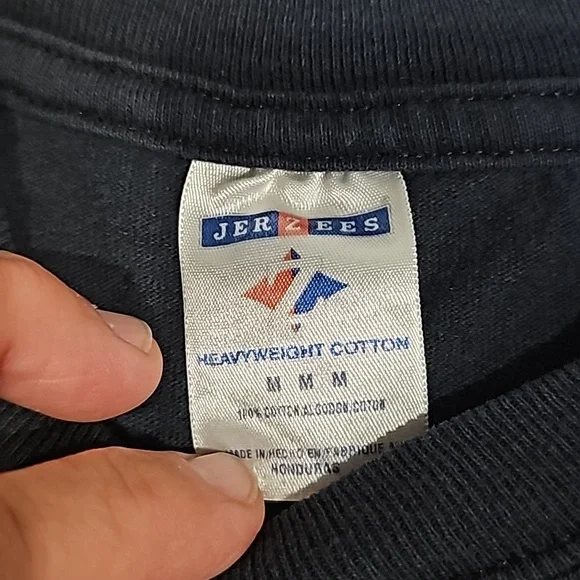 JERZEES
HEAVYWEIGHT COTTON
M M M
100% COTTON/ALGODON/COTON
MADE IN/HECHO EN/FABRIQUE A
HONDURAS